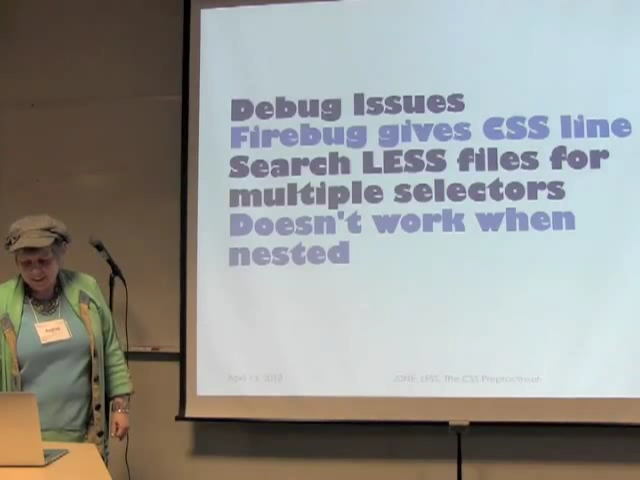 Debug Issues
Firebug gives CSS line
Search LESS files for
multiple selectors
Doesn't work when
nested